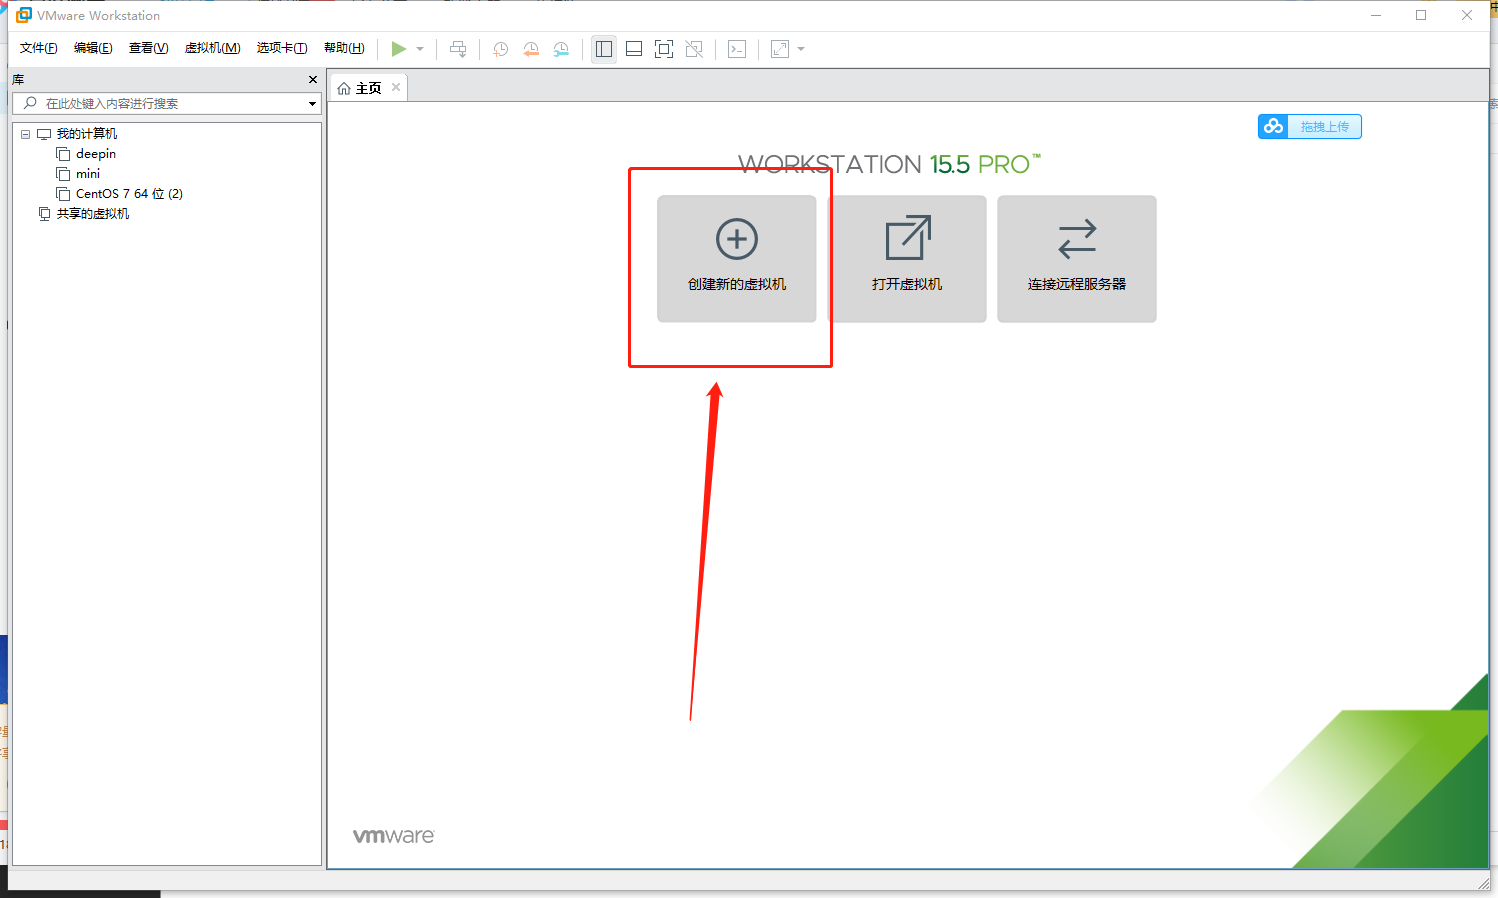 VMware Workstation
文件(F) 编辑(E) 查看(V) 虚拟机(M) 选项卡(T) 帮助(H)
库
在此处键入内容进行搜索
我的计算机
deepin
mini
CentOS 7 64 位 (2)
共享的虚拟机
主页
拖拽上传
WORKSTATION 15.5 PRO™
创建新的虚拟机
打开虚拟机
连接远程服务器
vmware